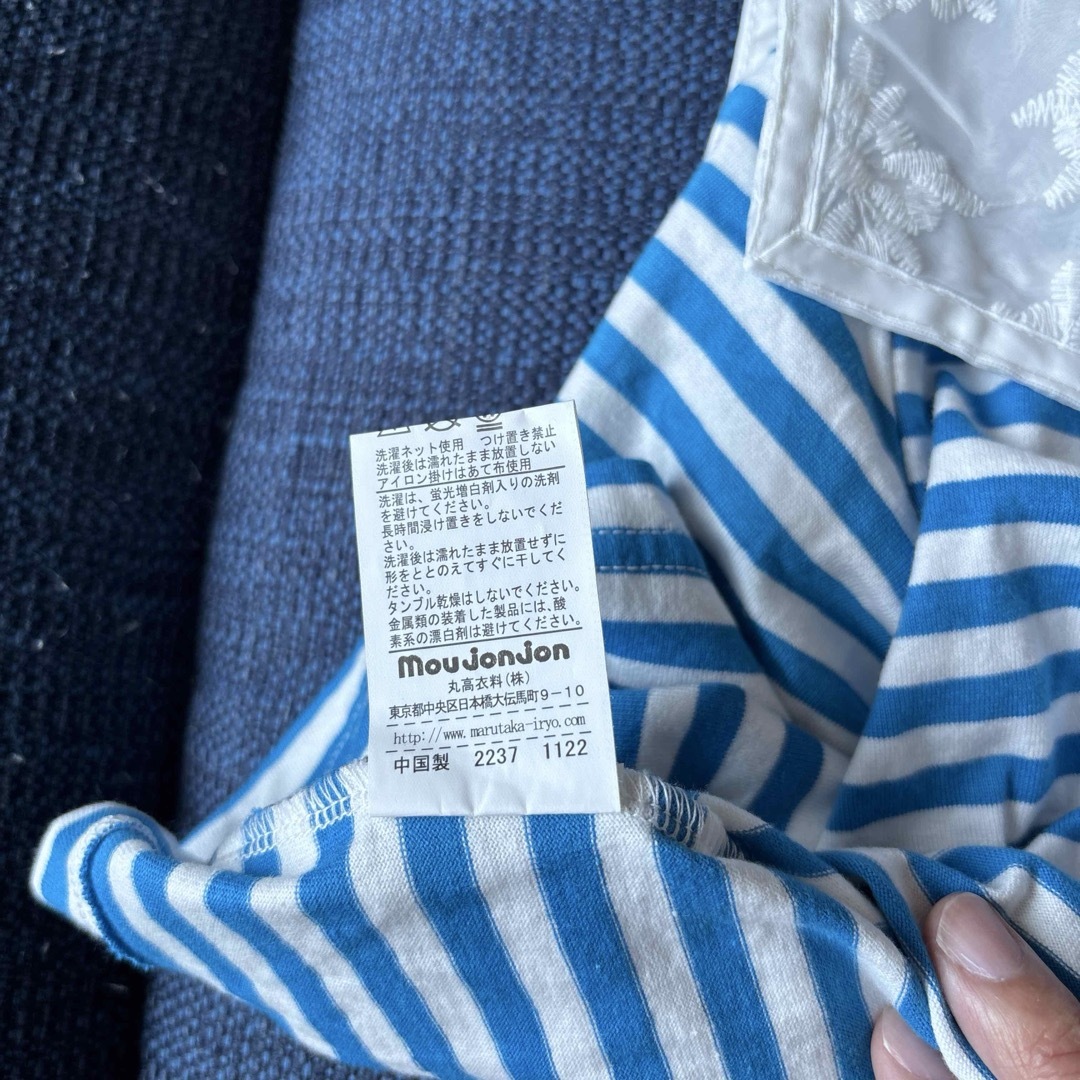 洗濯ネット使用　つけ置き禁止
洗濯後は濡れたまま放置しない
アイロン掛けはあて布使用
洗濯は、蛍光増白剤入りの洗剤
を避けてください。
長時間浸け置きをしないでくだ
さい。
洗濯後は濡れたまま放置せずに
形をととのえてすぐに干してく
ださい。
タンブル乾燥はしないでください。
金属類の装着した製品には、酸
素系の漂白剤は避けてください。
moujonjon
丸高衣料(株)
東京都中央区日本橋大伝馬町9-10
http://www.marutaka-iryo.com
中国製　2237　1122